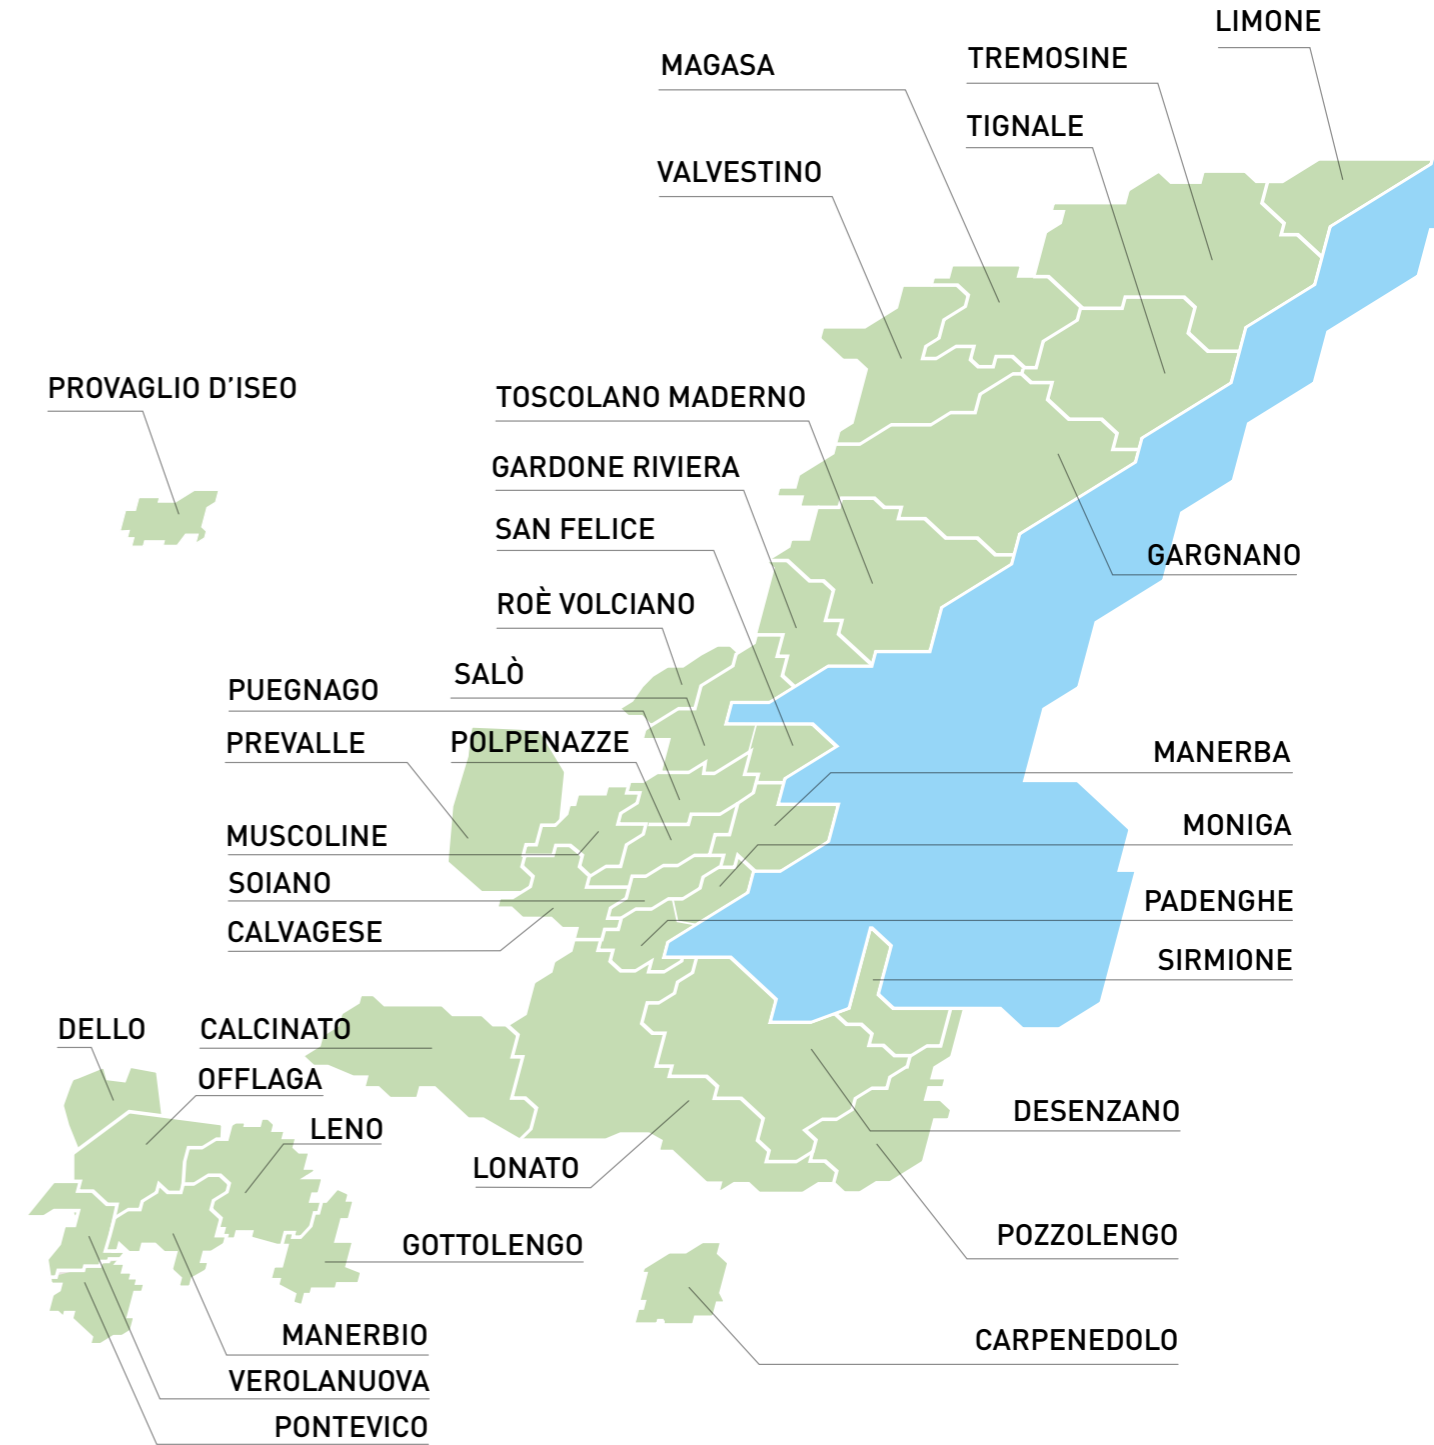 LIMONE
TREMOSINE
MAGASA
TIGNALE
VALVESTINO
PROVAGLIO D’ISEO
TOSCOLANO MADERNO
GARDONE RIVIERA
SAN FELICE
GARGNANO
ROÈ VOLCIANO
SALÒ
PUEGNAGO
PREVALLE
POLPENAZZE
MANERBA
MONIGA
MUSCOLINE
SOIANO
PADENGHE
CALVAGESE
SIRMIONE
DELLO
CALCINATO
OFFLAGA
DESENZANO
LENO
LONATO
POZZOLENGO
GOTTOLENGO
MANERBIO
CARPENEDOLO
VEROLANUOVA
PONTEVICO